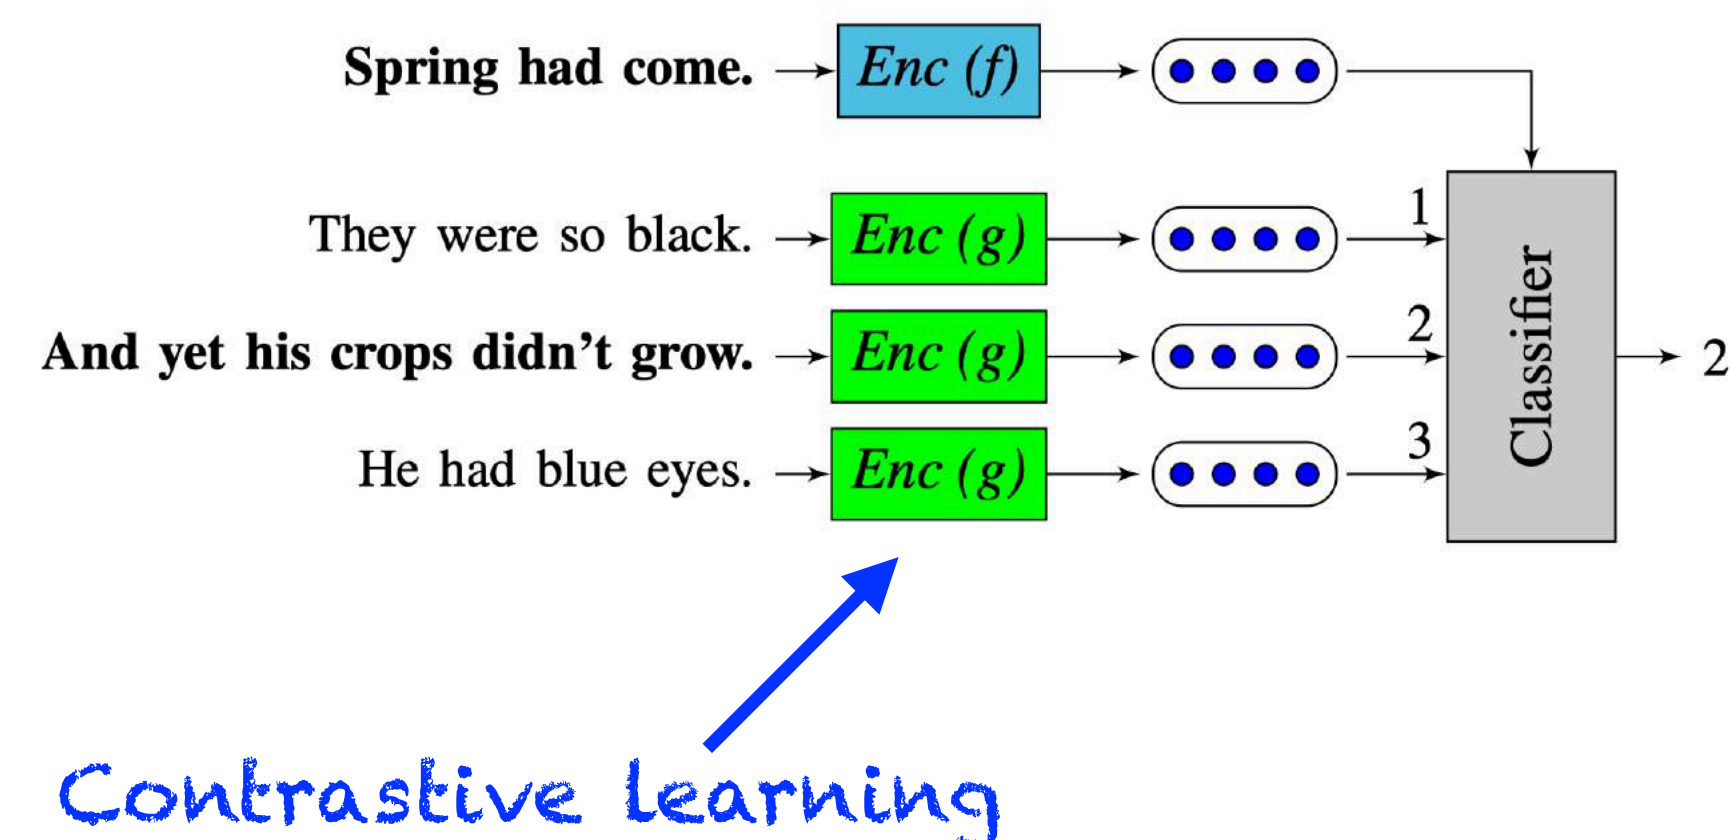 Spring had come. Enc (f)
They were so black. Enc (g) 1
And yet his crops didn't grow. Enc (g) 2
He had blue eyes. Enc (g) 3
Classifier
2
Contrastive learning